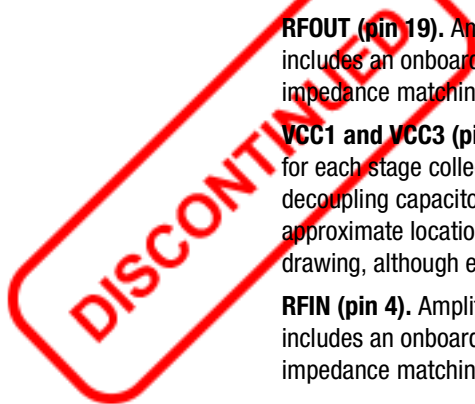 RFOUT (pin 19). An
includes an onboard
impedance matchin
VCC1 and VCC3 (pi
for each stage colle
decoupling capacito
approximate locatio
drawing, although e
RFIN (pin 4). Amplif
includes an onboard
impedance matchin
DISCONTINUED